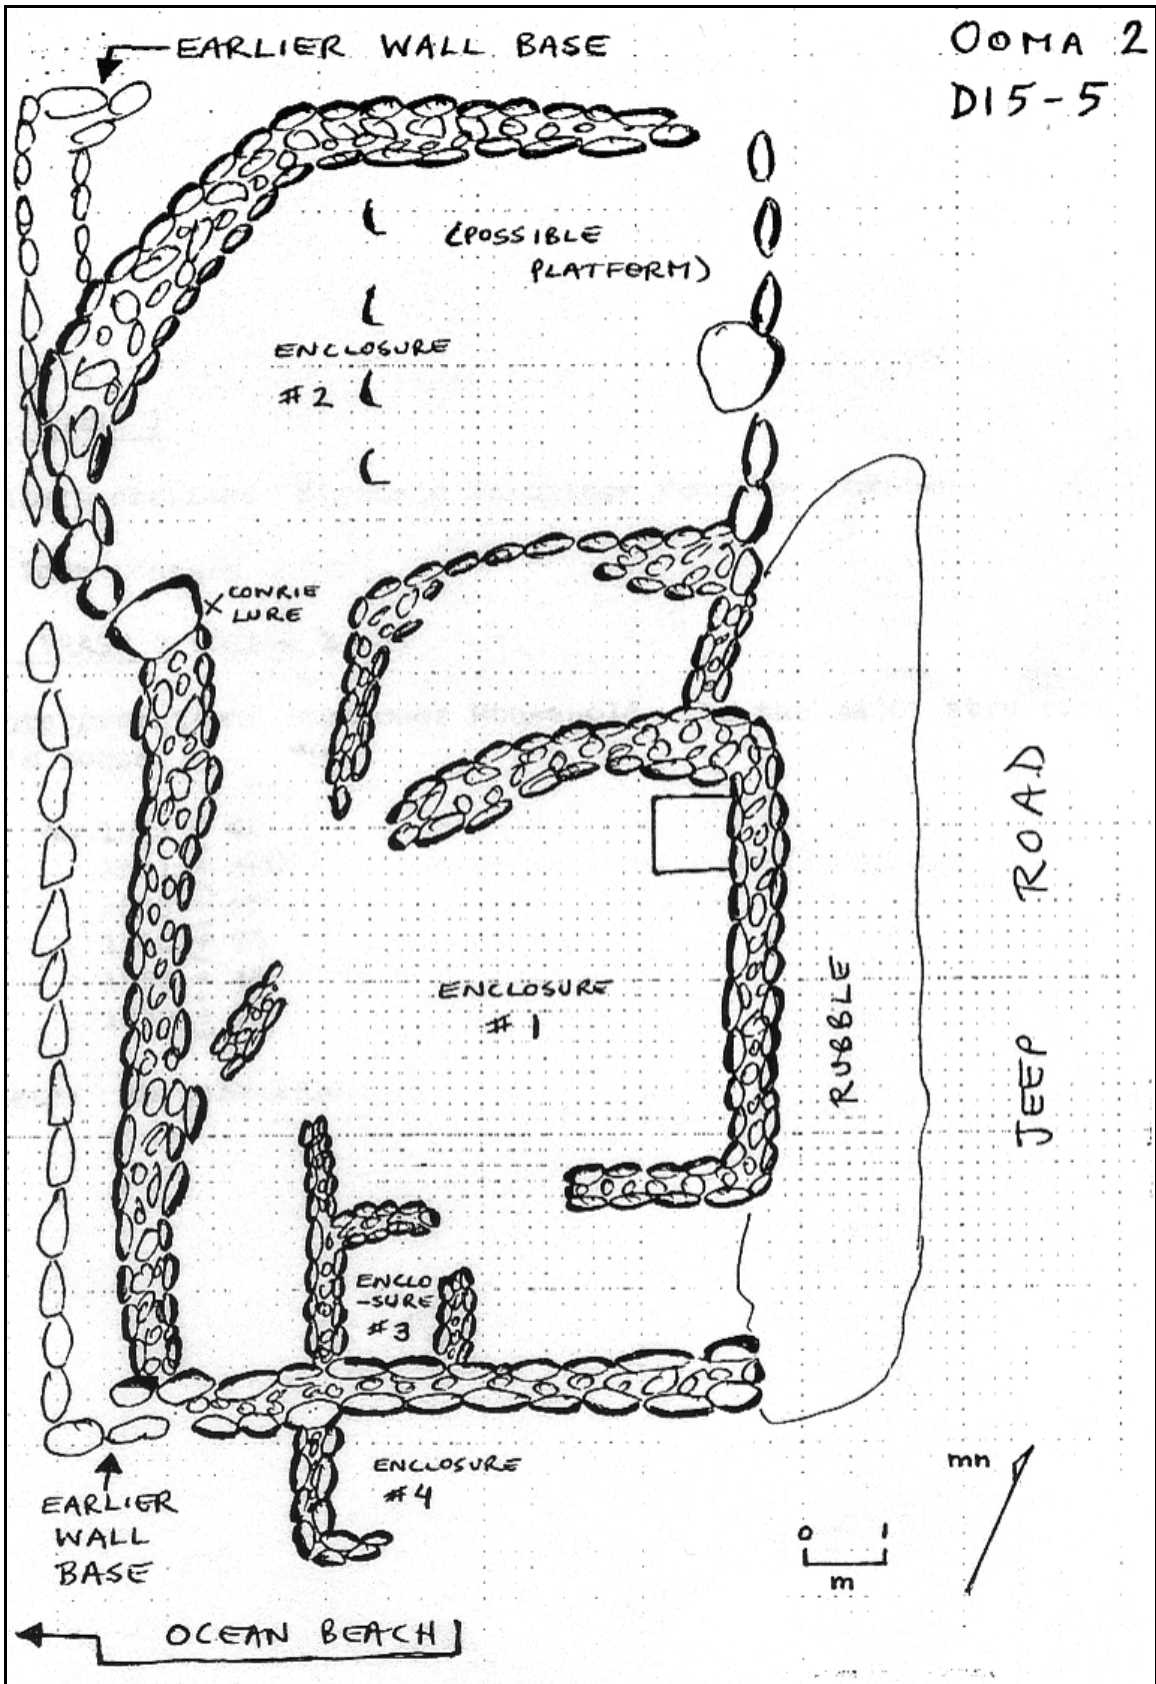 EARLIER WALL BASE
OOMA 2
D15-5
(POSSIBLE
PLATFORM)
ENCLOSURE
#2
COWRIE
LURE
ENCLOSURE
#1
RUBBLE
JEEP ROAD
ENCLO
-SURE
#3
ENCLOSURE
#4
EARLIER
WALL
BASE
mn
0 1
m
OCEAN BEACH